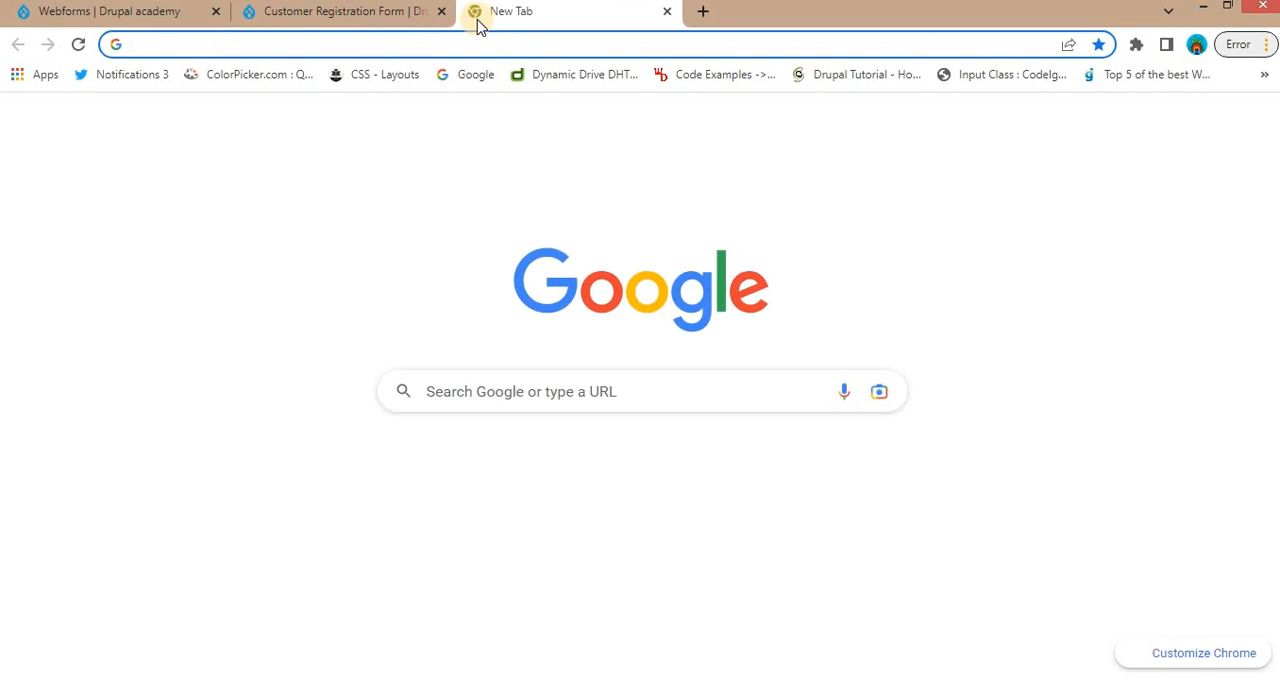 Webforms | Drupal academy
Customer Registration Form | Dru
New Tab
Error
Apps
Notifications 3
ColorPicker.com : Q...
CSS - Layouts
Google
Dynamic Drive DHT...
Code Examples ->...
Drupal Tutorial - Ho...
Input Class : CodeIg...
Top 5 of the best W...
»
Google
Search Google or type a URL
Customize Chrome